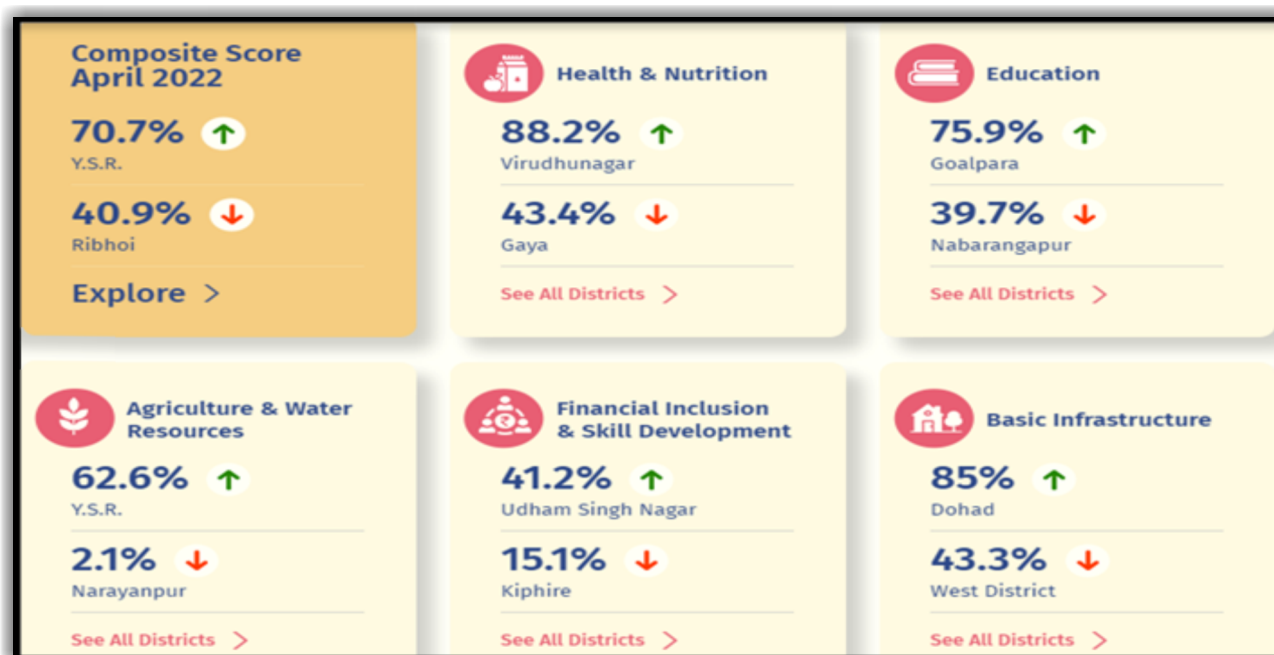 Composite Score
April 2022
70.7%
Y.S.R.
40.9%
Ribhoi
Explore >
Health & Nutrition
88.2%
Virudhunagar
43.4%
Gaya
See All Districts >
Education
75.9%
Goalpara
39.7%
Nabarangapur
See All Districts >
Agriculture & Water
Resources
62.6%
Y.S.R.
2.1%
Narayanpur
See All Districts >
Financial Inclusion
& Skill Development
41.2%
Udham Singh Nagar
15.1%
Kiphire
See All Districts >
Basic Infrastructure
85%
Dohad
43.3%
West District
See All Districts >